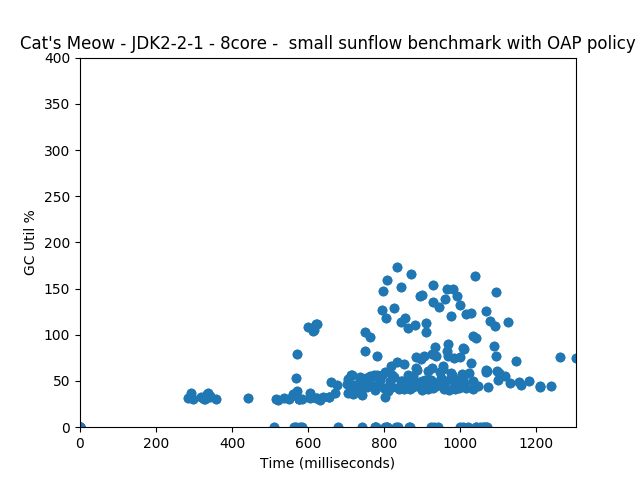 Cat's Meow - JDK2-2-1 - 8core -  small sunflow benchmark with OAP policy
400
350
300
250
200
150
100
50
0
GC Util %
0 200 400 600 800 1000 1200
Time (milliseconds)